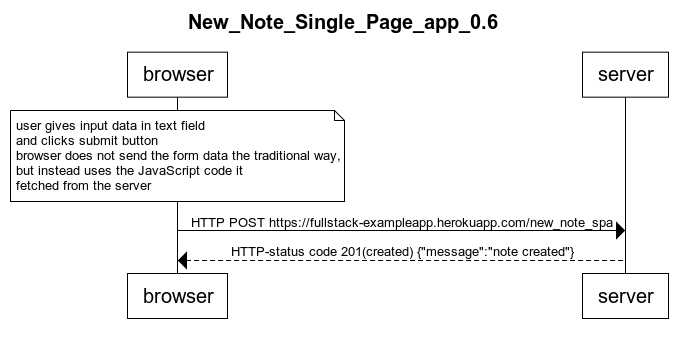 New_Note_Single_Page_app_0.6
browser
server
user gives input data in text field
and clicks submit button
browser does not send the form data the traditional way,
but instead uses the JavaScript code it
fetched from the server
HTTP POST https://fullstack-exampleapp.herokuapp.com/new_note_spa
HTTP-status code 201(created) {"message":"note created"}
browser
server